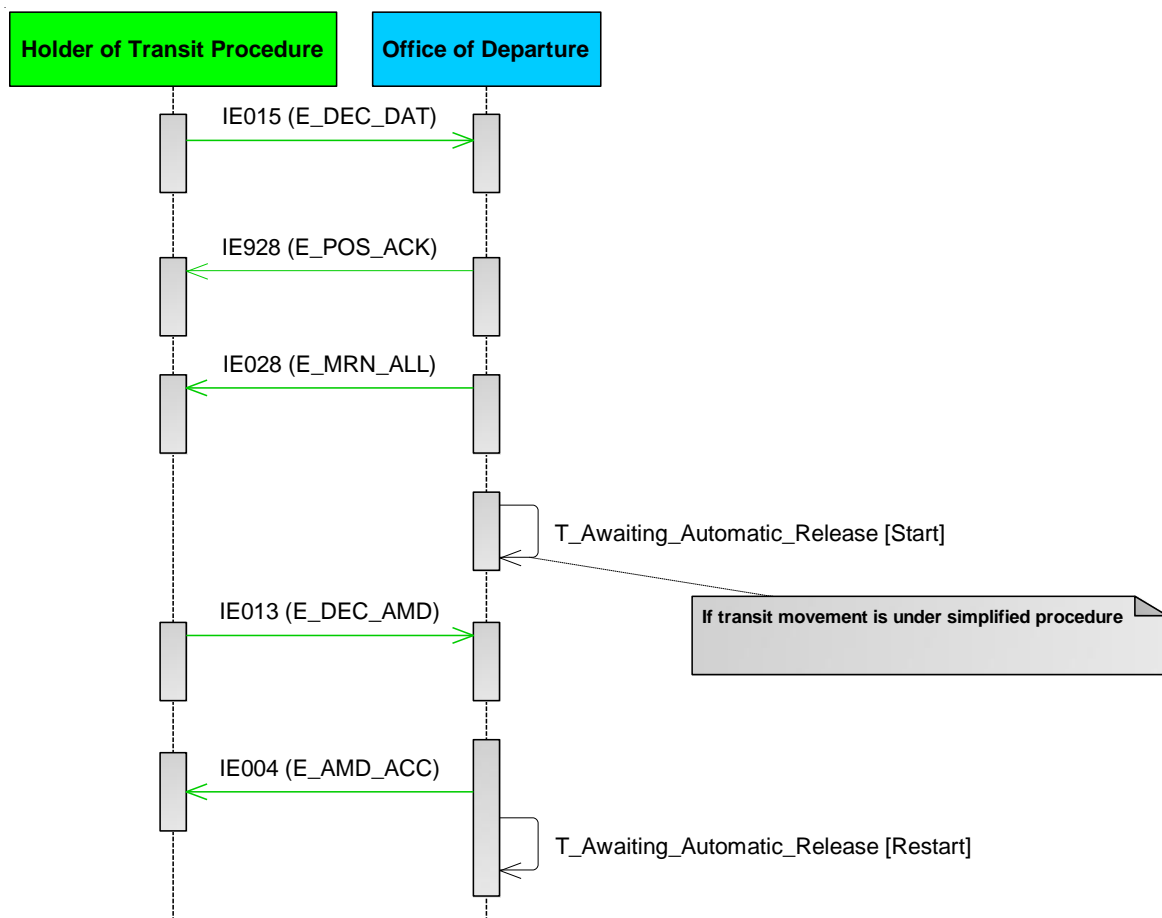 Holder of Transit Procedure
Office of Departure
IE015 (E_DEC_DAT)
IE928 (E_POS_ACK)
IE028 (E_MRN_ALL)
T_Awaiting_Automatic_Release [Start]
If transit movement is under simplified procedure
IE013 (E_DEC_AMD)
IE004 (E_AMD_ACC)
T_Awaiting_Automatic_Release [Restart]